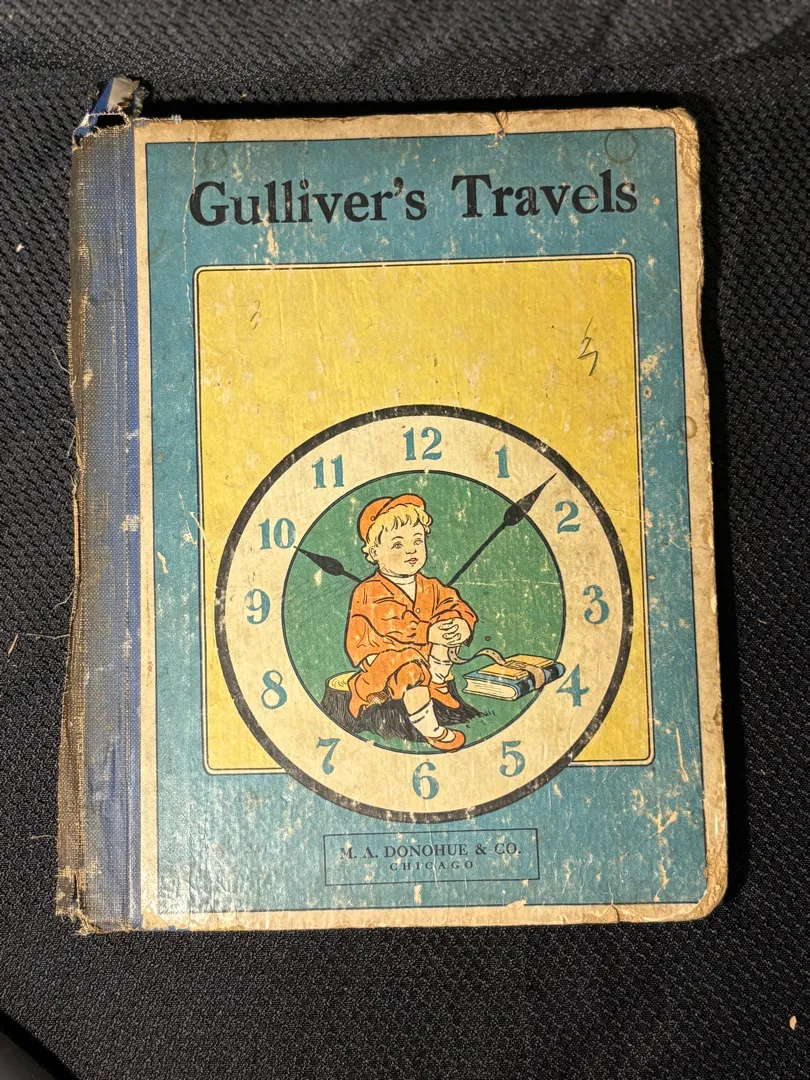 Gulliver's Travels
12
11 1
10 2
9 3
8 4
7 5
6
M. A. DONOHUE & CO.
CHICAGO